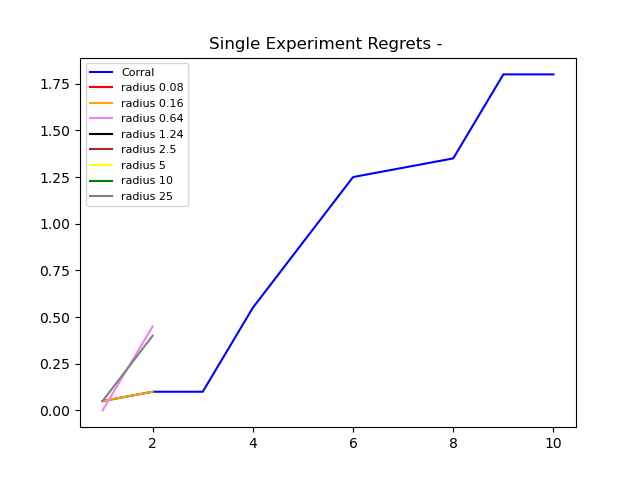 Single Experiment Regrets -
Corral
radius 0.08
radius 0.16
radius 0.64
radius 1.24
radius 2.5
radius 5
radius 10
radius 25
1.75
1.50
1.25
1.00
0.75
0.50
0.25
0.00
2 4 6 8 10